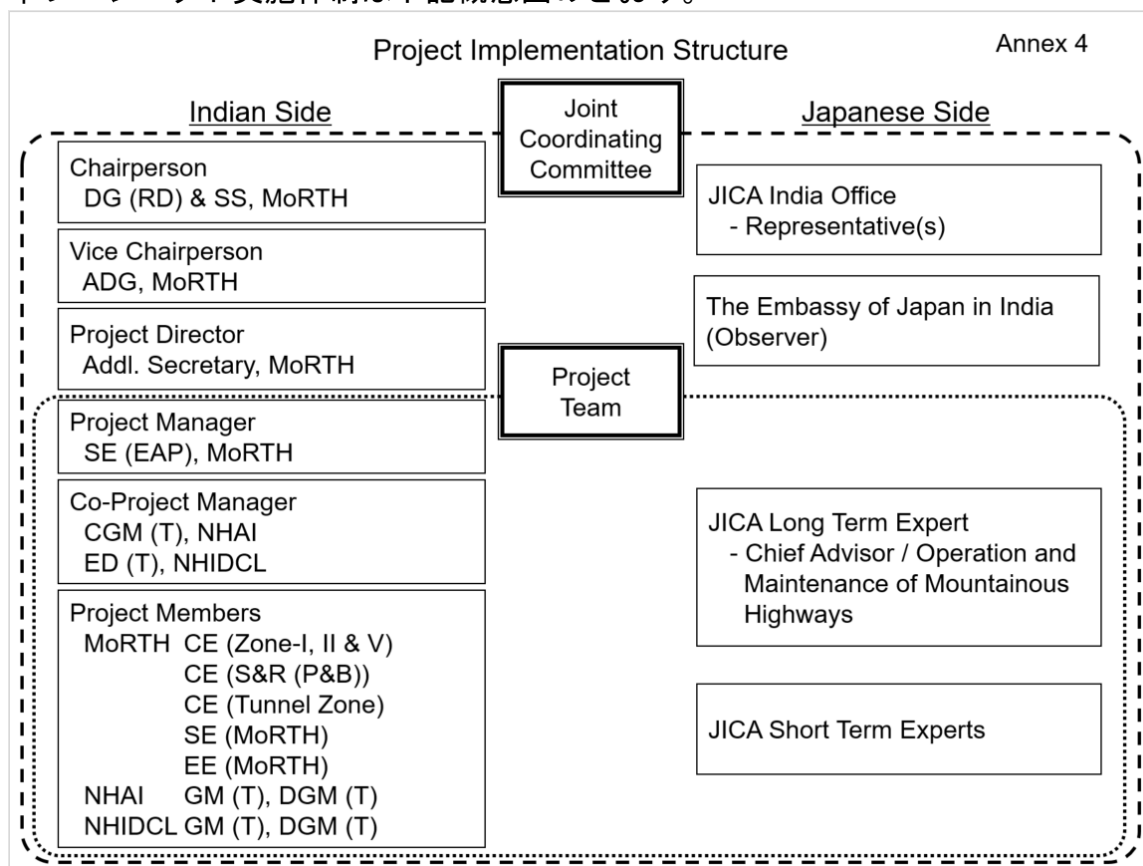 Project Implementation Structure
Annex 4
Indian Side
Joint
Coordinating
Committee
Japanese Side
Chairperson
DG (RD) & SS, MoRTH
Vice Chairperson
ADG, MoRTH
Project Director
Addl. Secretary, MoRTH
Project
Team
Project Manager
SE (EAP), MoRTH
Co-Project Manager
CGM (T), NHAI
ED (T), NHIDCL
Project Members
MoRTH CE (Zone-I, II & V)
CE (S&R (P&B))
CE (Tunnel Zone)
SE (MoRTH)
EE (MoRTH)
NHAI GM (T), DGM (T)
NHIDCL GM (T), DGM (T)
JICA India Office
- Representative(s)
The Embassy of Japan in India
(Observer)
JICA Long Term Expert
- Chief Advisor / Operation and
Maintenance of Mountainous
Highways
JICA Short Term Experts